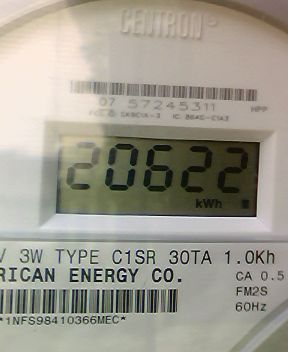 CENTRON®
07 57245311 HPP
20622
kWh
V 3W TYPE C1SR 30TA 1.0Kh
RICAN ENERGY CO. CA 0.5
FM2S
*1NFS98410366MEC* 60Hz